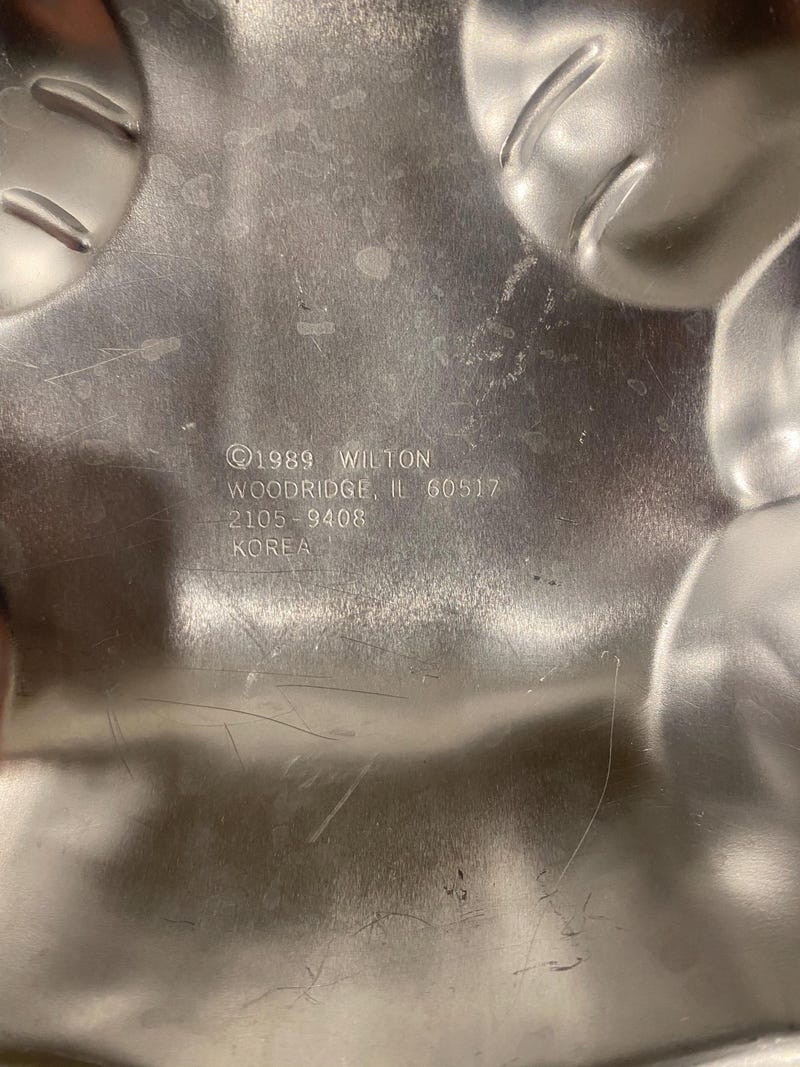 ©1989 WILTON
WOODRIDGE, IL 60517
2105-9408
KOREA